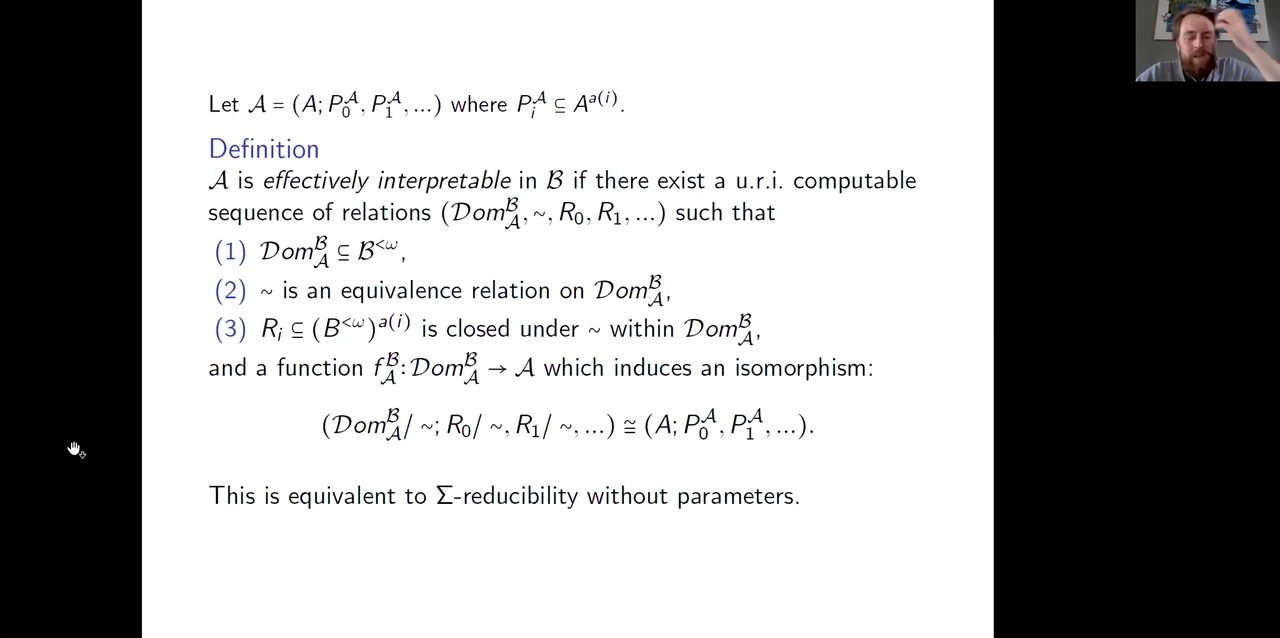 Let 𝒜 = (A; P₀^𝒜, P₁^𝒜, ...) where Pᵢ^𝒜 ⊆ A^{a(i)}.
Definition
𝒜 is effectively interpretable in ℬ if there exist a u.r.i. computable
sequence of relations (𝒟om_𝒜^ℬ, ~, R₀, R₁, ...) such that
(1) 𝒟om_𝒜^ℬ ⊆ ℬ^{<ω},
(2) ~ is an equivalence relation on 𝒟om_𝒜^ℬ,
(3) Rᵢ ⊆ (B^{<ω})^{a(i)} is closed under ~ within 𝒟om_𝒜^ℬ,
and a function f_𝒜^ℬ: 𝒟om_𝒜^ℬ → 𝒜 which induces an isomorphism:
(𝒟om_𝒜^ℬ/ ~; R₀/ ~, R₁/ ~, ...) ≅ (A; P₀^𝒜, P₁^𝒜, ...).
This is equivalent to Σ-reducibility without parameters.